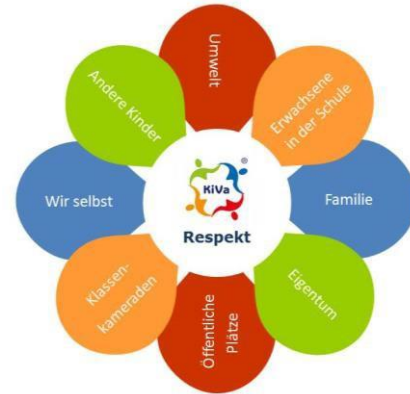 Umwelt
Erwachsene
in der Schule
Familie
Eigentum
Öffentliche
Plätze
Klassen-
kameraden
Wir selbst
Andere Kinder
KiVa
®
Respekt